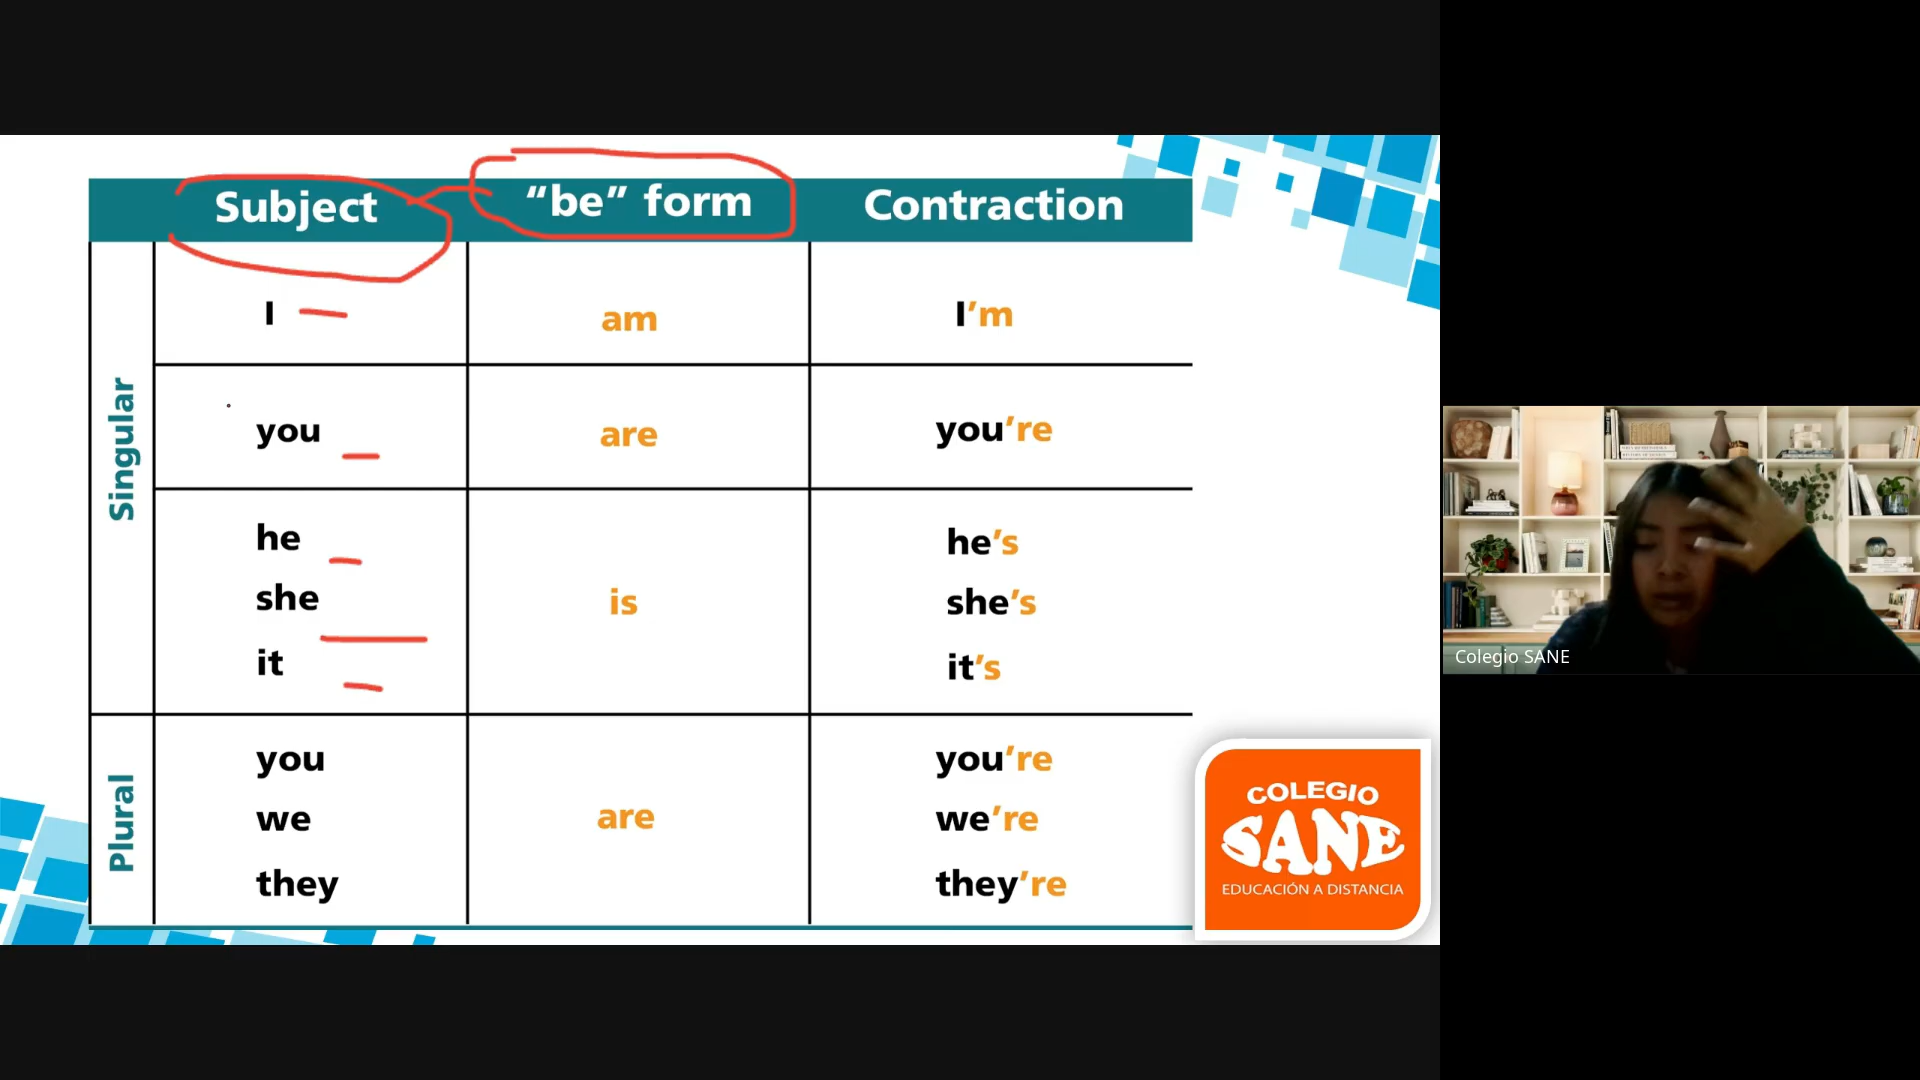 Subject "be" form Contraction
Singular
I am I'm
you are you're
he he's
she is she's
it it's
Plural
you you're
we are we're
they they're
COLEGIO
SANE
EDUCACIÓN A DISTANCIA
Colegio SANE